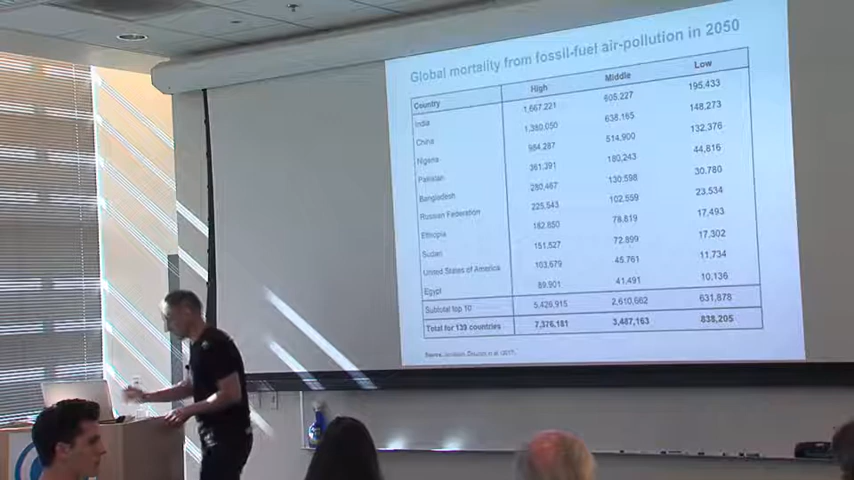 Global mortality from fossil-fuel air-pollution in 2050
Country High Middle Low
India 1,667,221 605,227 195,433
China 1,380,050 638,165 148,273
Nigeria 984,287 514,900 132,376
Pakistan 361,391 180,243 44,816
Bangladesh 280,467 130,598 30,780
Russian Federation 225,543 102,559 23,534
Ethiopia 182,850 78,819 17,493
Sudan 151,527 72,899 17,302
United States of America 103,679 45,761 11,734
Egypt 89,901 41,491 10,136
Subtotal top 10 5,426,915 2,610,662 631,878
Total for 139 countries 7,376,181 3,487,163 838,205